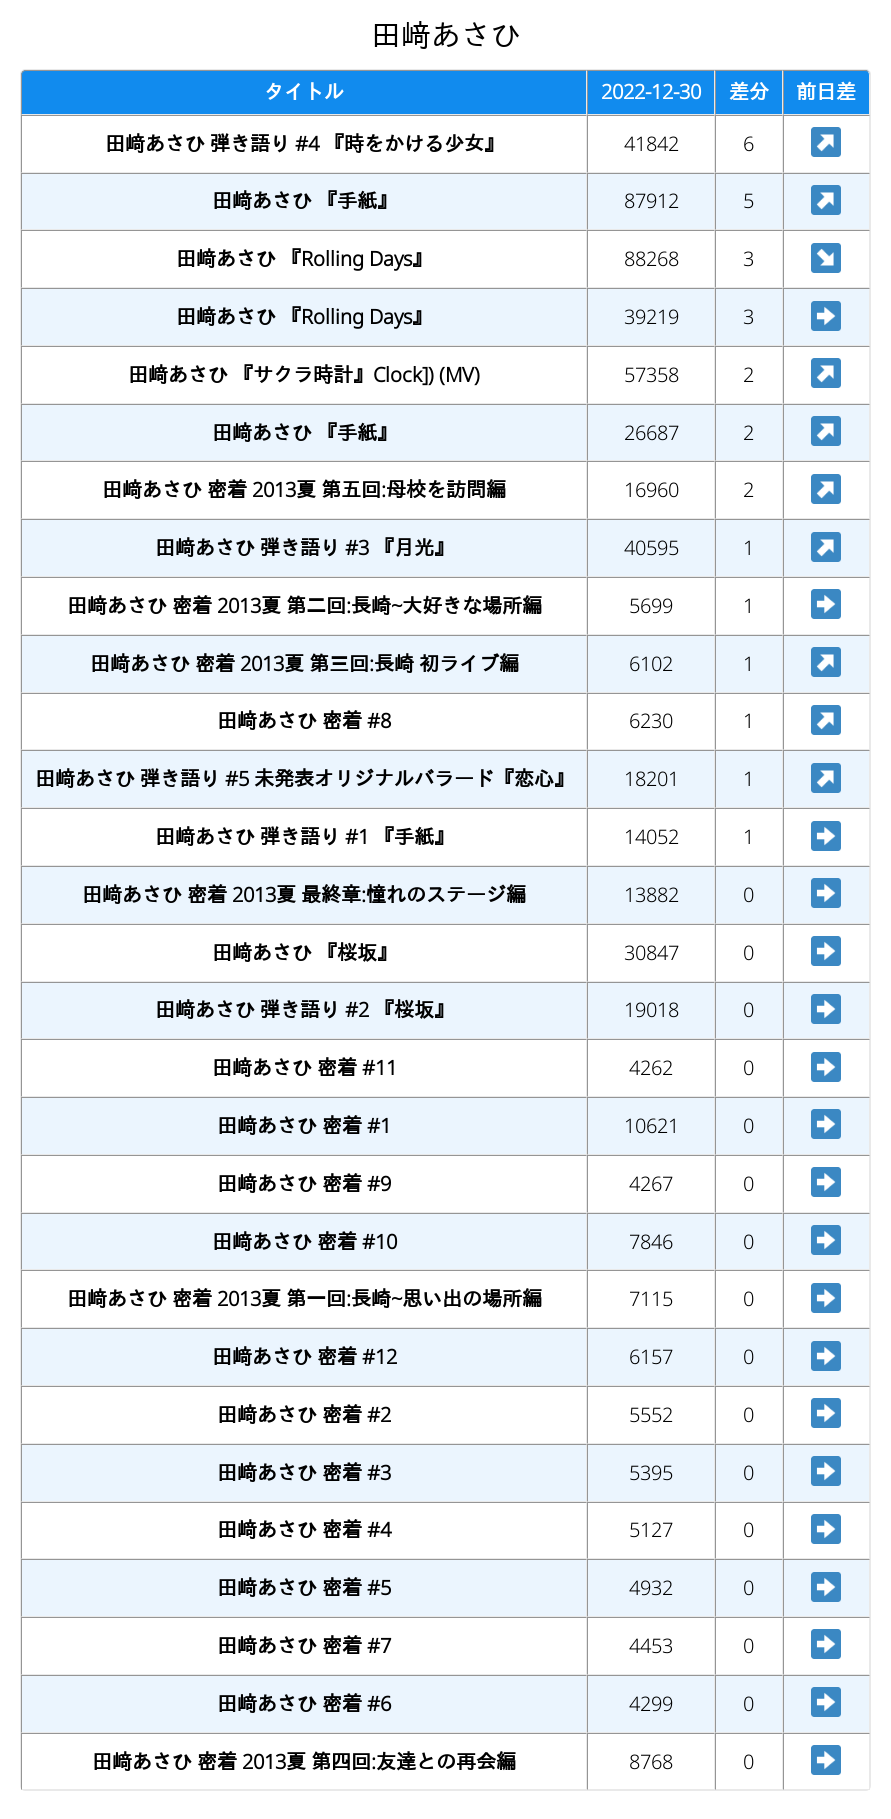 田﨑あさひ
タイトル 2022-12-30 差分 前日差
田﨑あさひ 弾き語り #4 『時をかける少女』 41842 6 ↗
田﨑あさひ 『手紙』 87912 5 ↗
田﨑あさひ 『Rolling Days』 88268 3 ↘
田﨑あさひ 『Rolling Days』 39219 3 ➡
田﨑あさひ 『サクラ時計』Clock]) (MV) 57358 2 ↗
田﨑あさひ 『手紙』 26687 2 ↗
田﨑あさひ 密着 2013夏 第五回:母校を訪問編 16960 2 ↗
田﨑あさひ 弾き語り #3 『月光』 40595 1 ↗
田﨑あさひ 密着 2013夏 第二回:長崎~大好きな場所編 5699 1 ➡
田﨑あさひ 密着 2013夏 第三回:長崎 初ライブ編 6102 1 ↗
田﨑あさひ 密着 #8 6230 1 ↗
田﨑あさひ 弾き語り #5 未発表オリジナルバラード『恋心』 18201 1 ↗
田﨑あさひ 弾き語り #1 『手紙』 14052 1 ➡
田﨑あさひ 密着 2013夏 最終章:憧れのステージ編 13882 0 ➡
田﨑あさひ 『桜坂』 30847 0 ➡
田﨑あさひ 弾き語り #2 『桜坂』 19018 0 ➡
田﨑あさひ 密着 #11 4262 0 ➡
田﨑あさひ 密着 #1 10621 0 ➡
田﨑あさひ 密着 #9 4267 0 ➡
田﨑あさひ 密着 #10 7846 0 ➡
田﨑あさひ 密着 2013夏 第一回:長崎~思い出の場所編 7115 0 ➡
田﨑あさひ 密着 #12 6157 0 ➡
田﨑あさひ 密着 #2 5552 0 ➡
田﨑あさひ 密着 #3 5395 0 ➡
田﨑あさひ 密着 #4 5127 0 ➡
田﨑あさひ 密着 #5 4932 0 ➡
田﨑あさひ 密着 #7 4453 0 ➡
田﨑あさひ 密着 #6 4299 0 ➡
田﨑あさひ 密着 2013夏 第四回:友達との再会編 8768 0 ➡